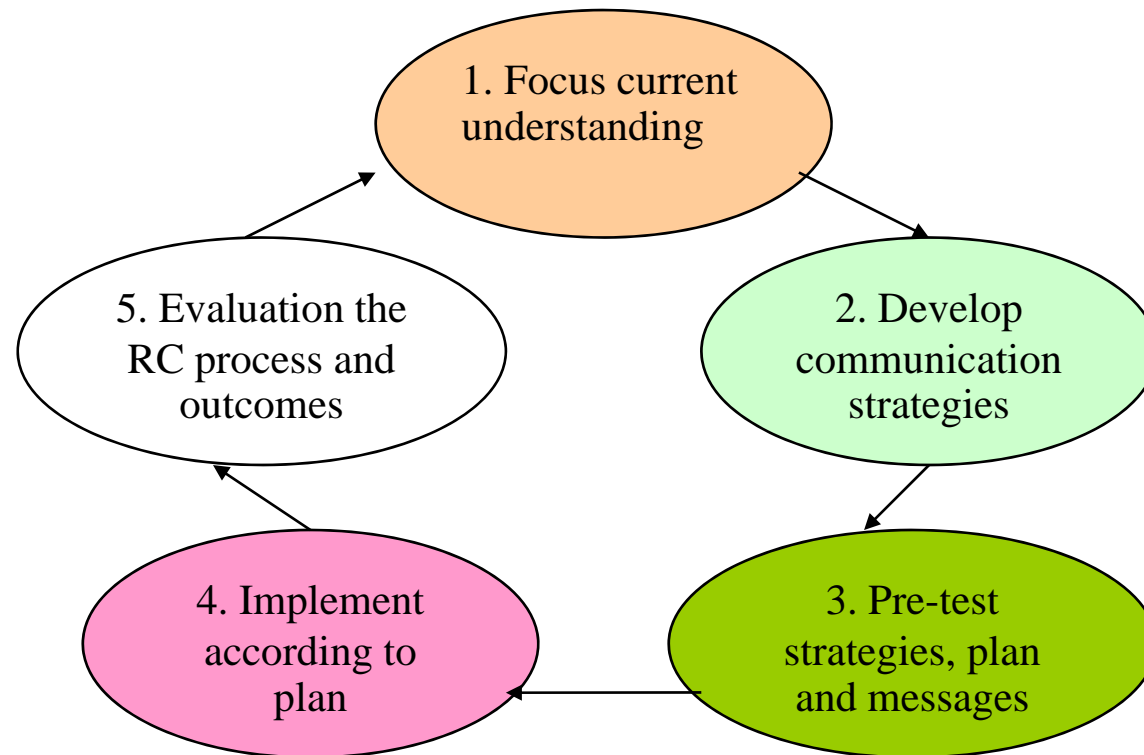 1. Focus current
understanding
2. Develop
communication
strategies
3. Pre-test
strategies, plan
and messages
4. Implement
according to
plan
5. Evaluation the
RC process and
outcomes